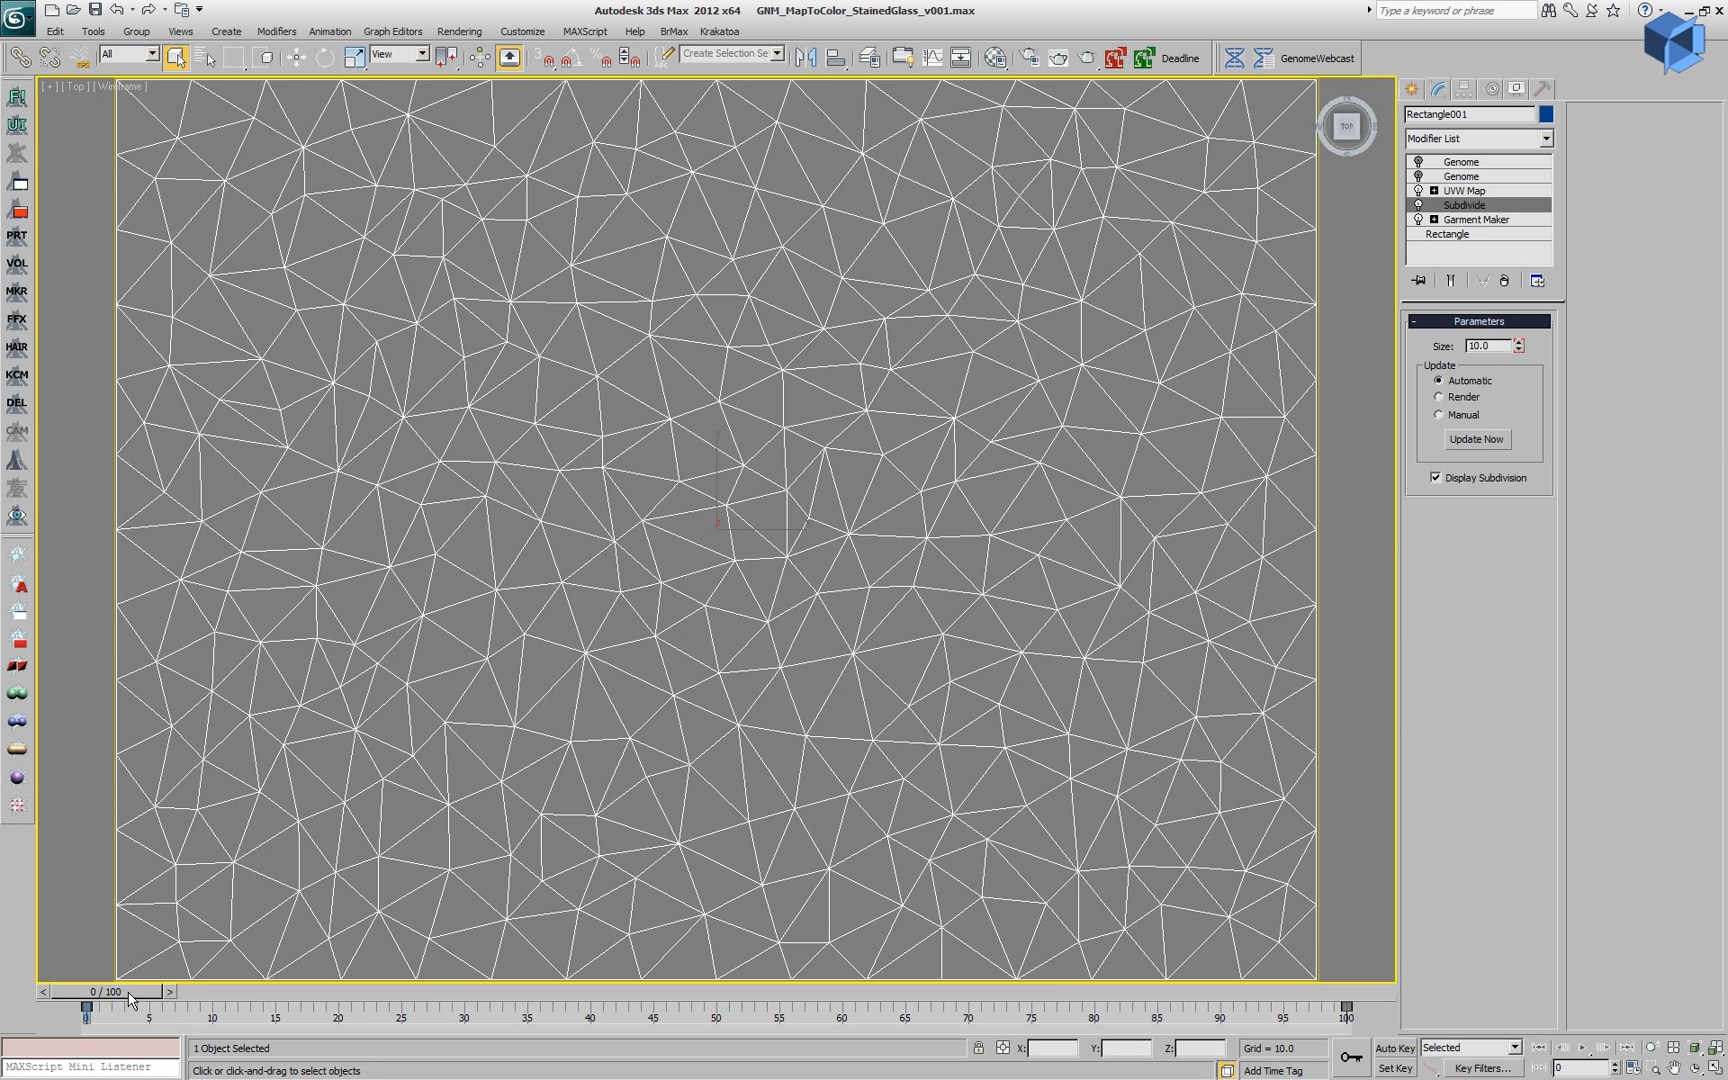 Autodesk 3ds Max 2012 x64 GNM_MapToColor_StainedGlass_v001.max
Type a keyword or phrase
Edit Tools Group Views Create Modifiers Animation Graph Editors Rendering Customize MAXScript Help BrMax Krakatoa
All View Create Selection Se Deadline GenomeWebcast
[ + ] [ Top ] [ Wireframe ]
TOP
F!
UI
PRT
VOL
MKR
FFX
HAIR
KCM
DEL
CAM
Rectangle001
Modifier List
Genome
Genome
UVW Map
Subdivide
Garment Maker
Rectangle
Parameters
Size: 10.0
Update
Automatic
Render
Manual
Update Now
Display Subdivision
y
z
< 0 / 100 >
0 5 10 15 20 25 30 35 40 45 50 55 60 65 70 75 80 85 90 95 100
1 Object Selected X: Y: Z: Grid = 10.0 Auto Key Selected
MAXScript Mini Listener Click or click-and-drag to select objects Add Time Tag Set Key Key Filters... 0